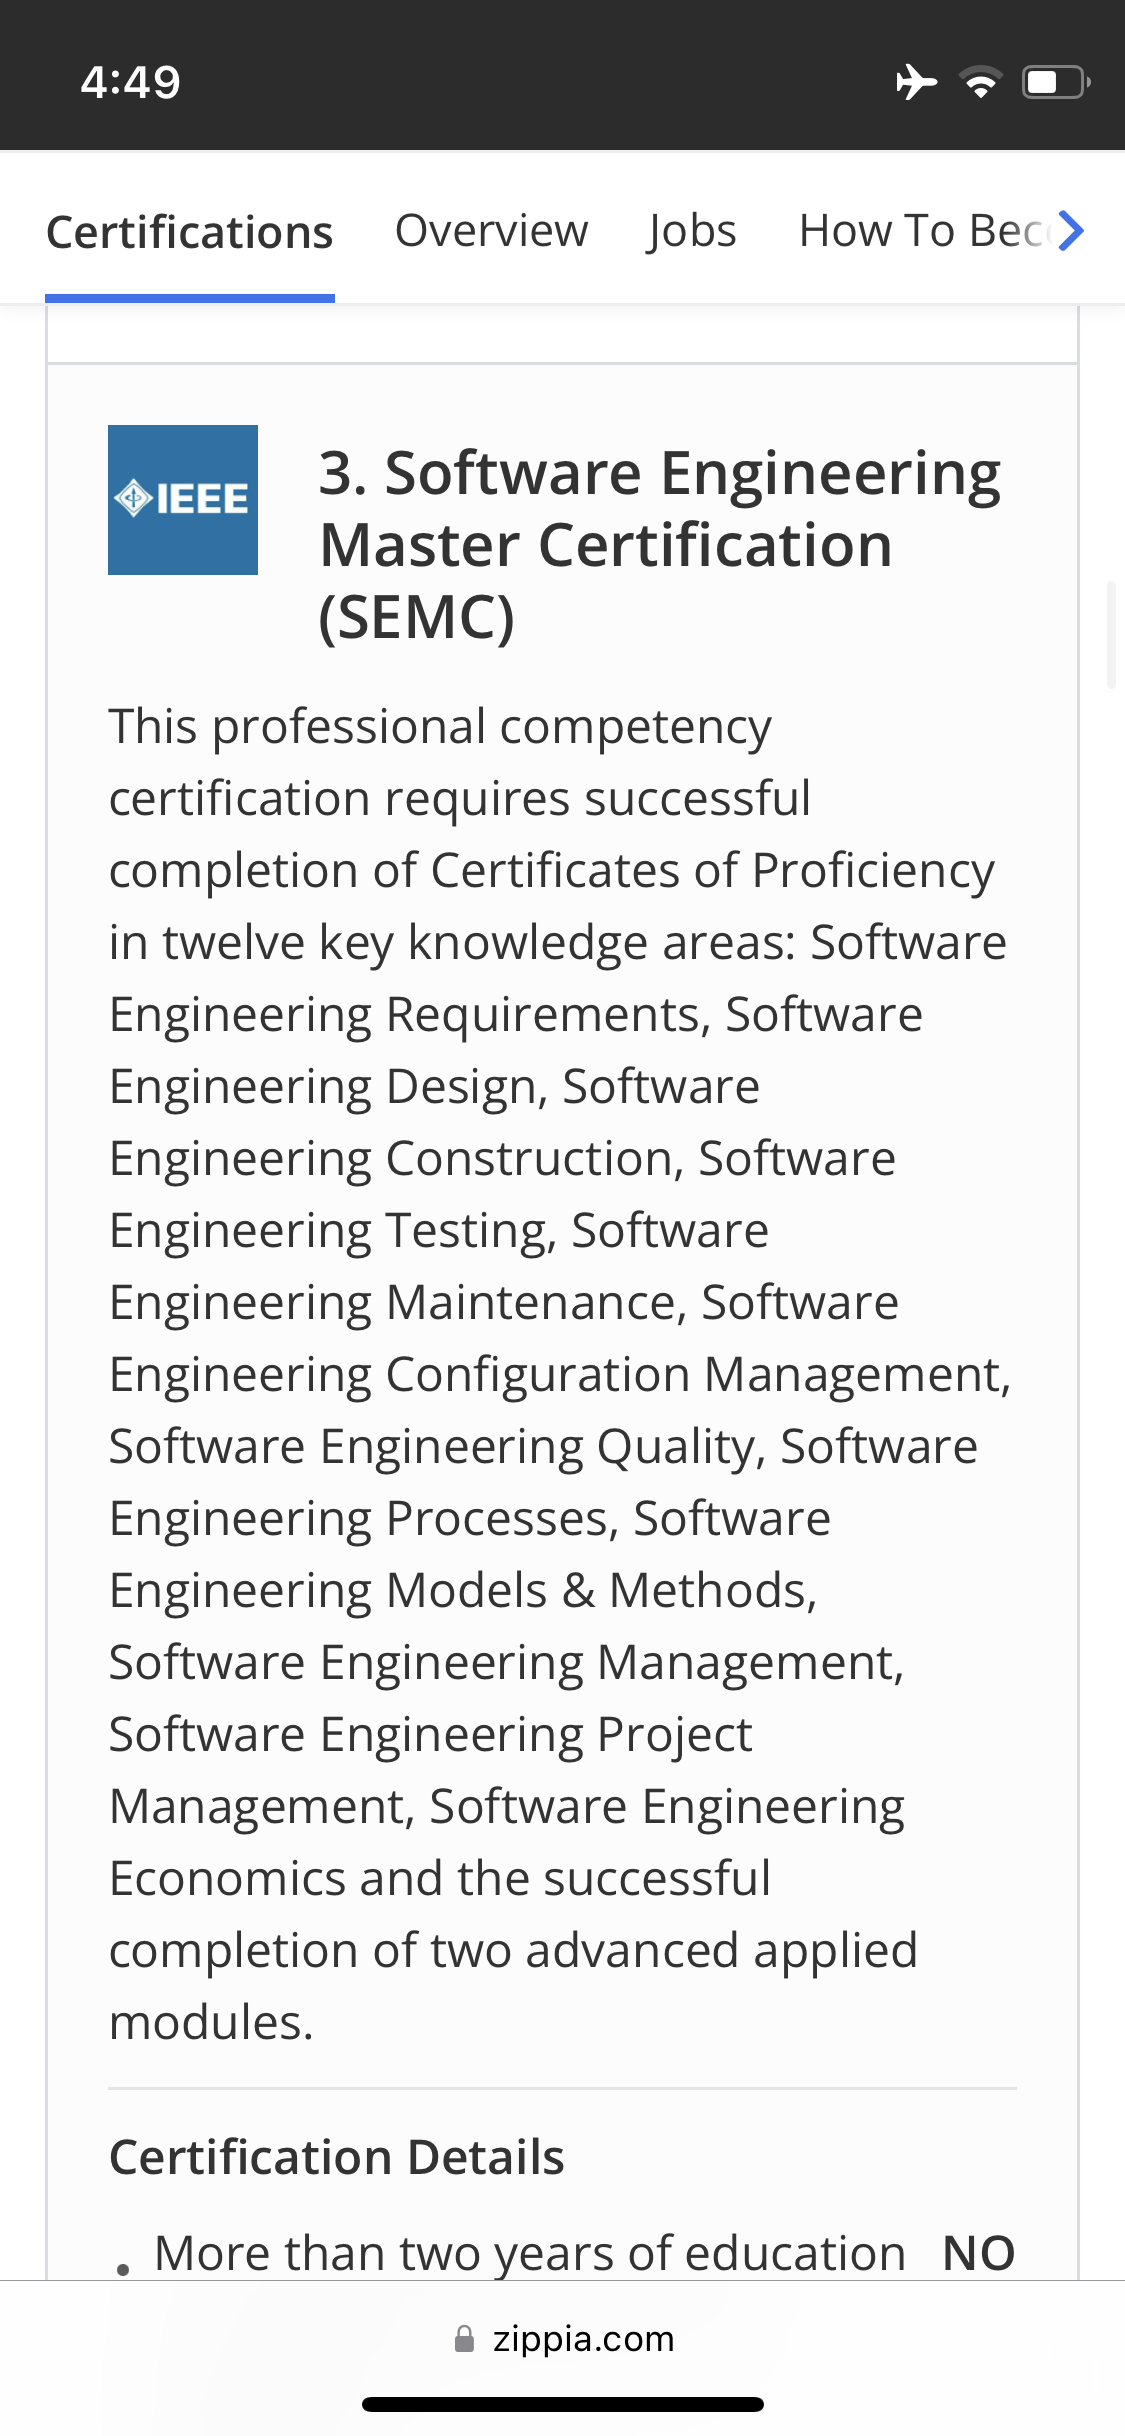 4:49
Certifications Overview Jobs How To Bec
IEEE
3. Software Engineering
Master Certification
(SEMC)
This professional competency
certification requires successful
completion of Certificates of Proficiency
in twelve key knowledge areas: Software
Engineering Requirements, Software
Engineering Design, Software
Engineering Construction, Software
Engineering Testing, Software
Engineering Maintenance, Software
Engineering Configuration Management,
Software Engineering Quality, Software
Engineering Processes, Software
Engineering Models & Methods,
Software Engineering Management,
Software Engineering Project
Management, Software Engineering
Economics and the successful
completion of two advanced applied
modules.
Certification Details
• More than two years of education NO
zippia.com